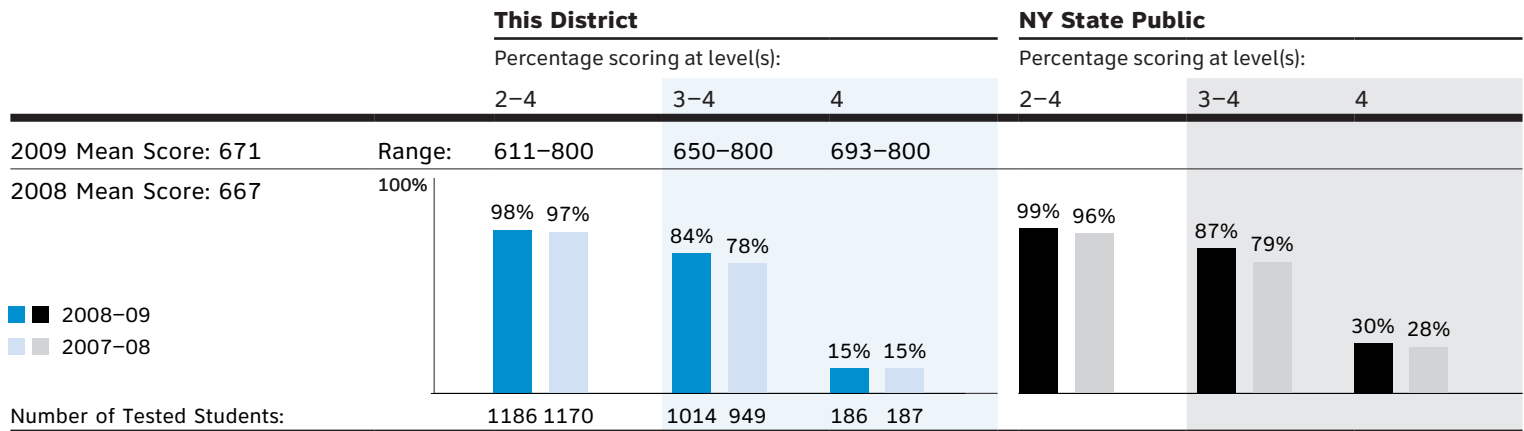 This District NY State Public
Percentage scoring at level(s): Percentage scoring at level(s):
2–4 3–4 4 2–4 3–4 4
2009 Mean Score: 671 Range: 611–800 650–800 693–800
2008 Mean Score: 667 100%
98% 97% 84% 78% 15% 15% 99% 96% 87% 79% 30% 28%
2008–09
2007–08
Number of Tested Students: 1186 1170 1014 949 186 187